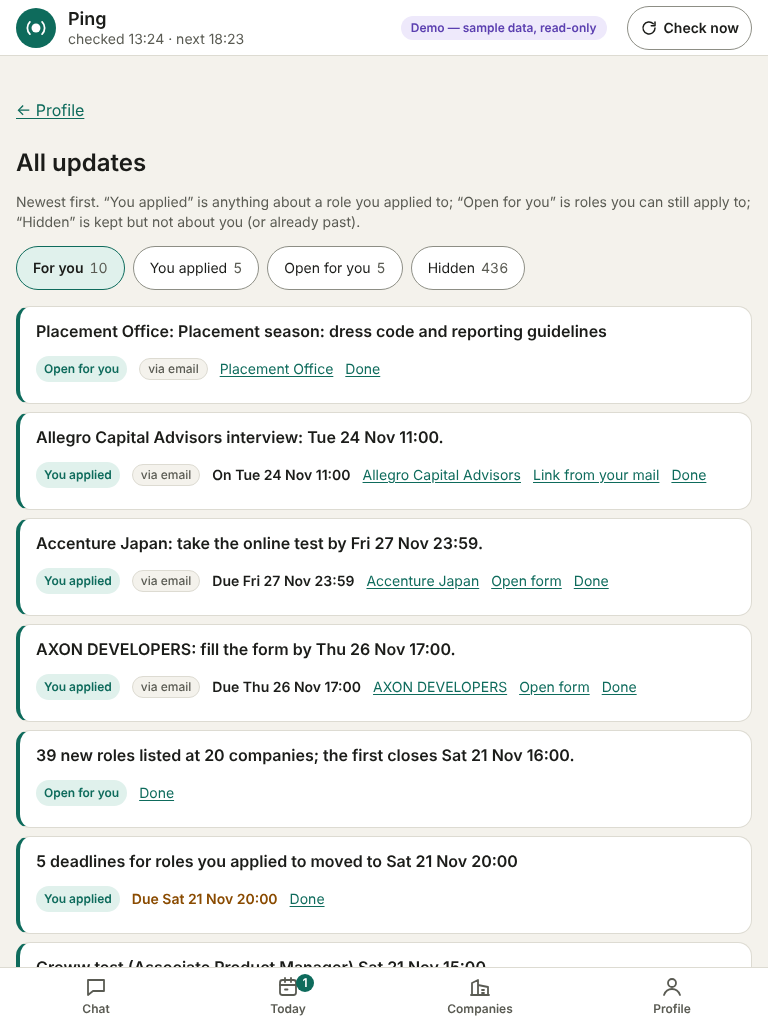 Ping
checked 13:24 · next 18:23
Demo — sample data, read-only
Check now
← Profile
All updates
Newest first. “You applied” is anything about a role you applied to; “Open for you” is roles you can still apply to;
“Hidden” is kept but not about you (or already past).
For you 10
You applied 5
Open for you 5
Hidden 436
Placement Office: Placement season: dress code and reporting guidelines
Open for you via email Placement Office Done
Allegro Capital Advisors interview: Tue 24 Nov 11:00.
You applied via email On Tue 24 Nov 11:00 Allegro Capital Advisors Link from your mail Done
Accenture Japan: take the online test by Fri 27 Nov 23:59.
You applied via email Due Fri 27 Nov 23:59 Accenture Japan Open form Done
AXON DEVELOPERS: fill the form by Thu 26 Nov 17:00.
You applied via email Due Thu 26 Nov 17:00 AXON DEVELOPERS Open form Done
39 new roles listed at 20 companies; the first closes Sat 21 Nov 16:00.
Open for you Done
5 deadlines for roles you applied to moved to Sat 21 Nov 20:00
You applied Due Sat 21 Nov 20:00 Done
Groww test (Associate Product Manager) Sat 21 Nov 15:00
Chat
1
Today
Companies
Profile